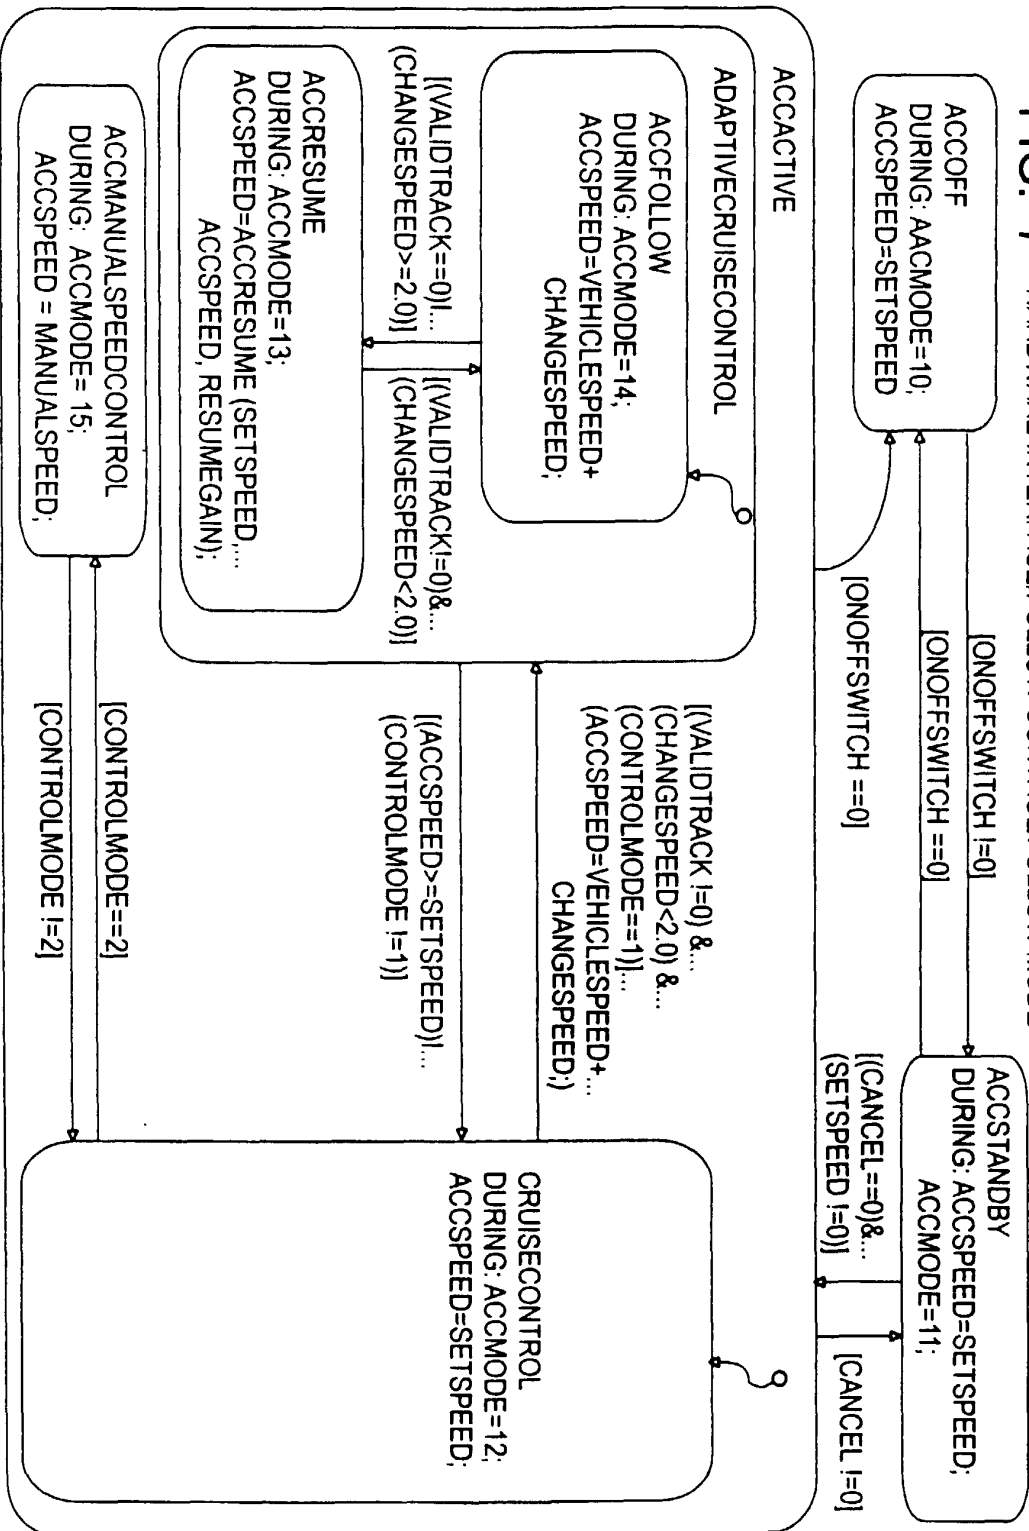 FIG. 7
ACCOFF
DURING: AACMODE=10;
ACCSPEED=SETSPEED
[ONOFFSWITCH !=0]
[ONOFFSWITCH ==0]
ACCSTANDBY
DURING: ACCSPEED=SETSPEED;
ACCMODE=11;
[ONOFFSWITCH ==0]
[(CANCEL==0)&...
(SETSPEED !=0)]
[CANCEL !=0]
ACCACTIVE
ADAPTIVECRUISECONTROL
ACCFOLLOW
DURING: ACCMODE=14;
ACCSPEED=VEHICLESPEED+
CHANGESPEED;
[(VALIDTRACK==0)|...
(CHANGESPEED>=2.0)]
[(VALIDTRACK!=0)&...
(CHANGESPEED<2.0)]
ACCRESUME
DURING: ACCMODE=13;
ACCSPEED=ACCRESUME (SETSPEED,...
ACCSPEED, RESUMEGAIN);
[(VALIDTRACK !=0) &...
(CHANGESPEED<2.0) &...
(CONTROLMODE==1)]...
(ACCSPEED=VEHICLESPEED+...
CHANGESPEED;)
[(ACCSPEED>=SETSPEED)|...
(CONTROLMODE !=1)]
CRUISECONTROL
DURING: ACCMODE=12;
ACCSPEED=SETSPEED;
ACCMANUALSPEEDCONTROL
DURING: ACCMODE= 15;
ACCSPEED = MANUALSPEED;
[CONTROLMODE==2]
[CONTROLMODE !=2]